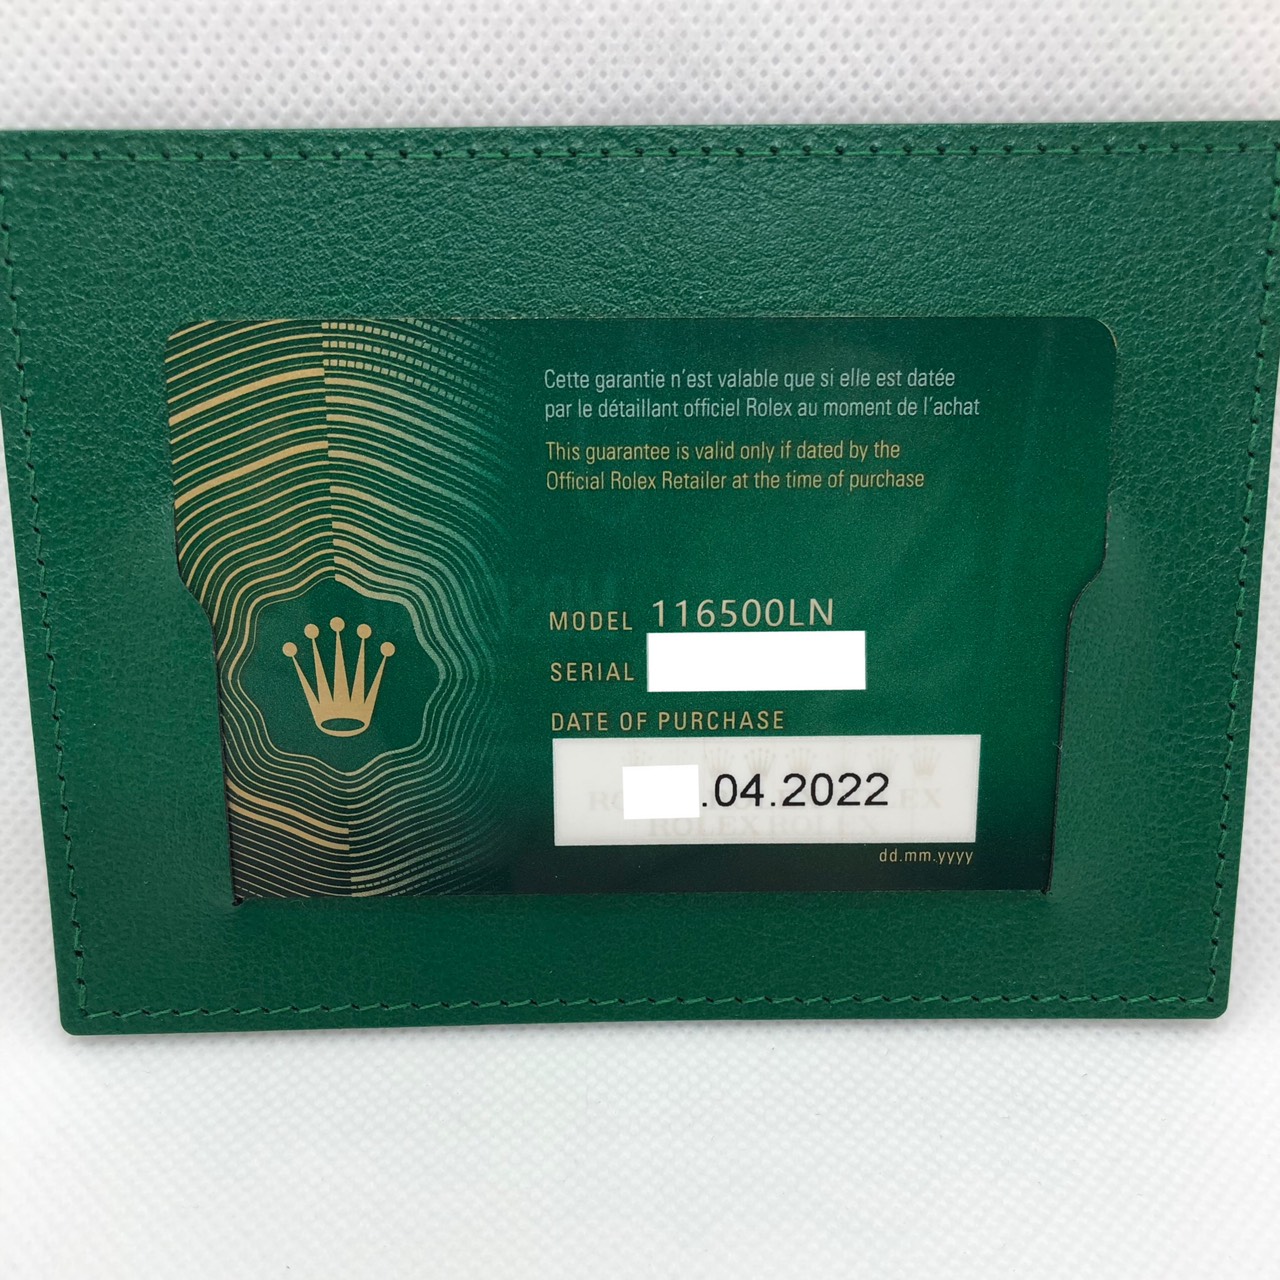 Cette garantie n'est valable que si elle est datée
par le détaillant officiel Rolex au moment de l'achat
This guarantee is valid only if dated by the
Official Rolex Retailer at the time of purchase
MODEL 116500LN
SERIAL
DATE OF PURCHASE
.04.2022
ROLEX ROLEX
dd.mm.yyyy